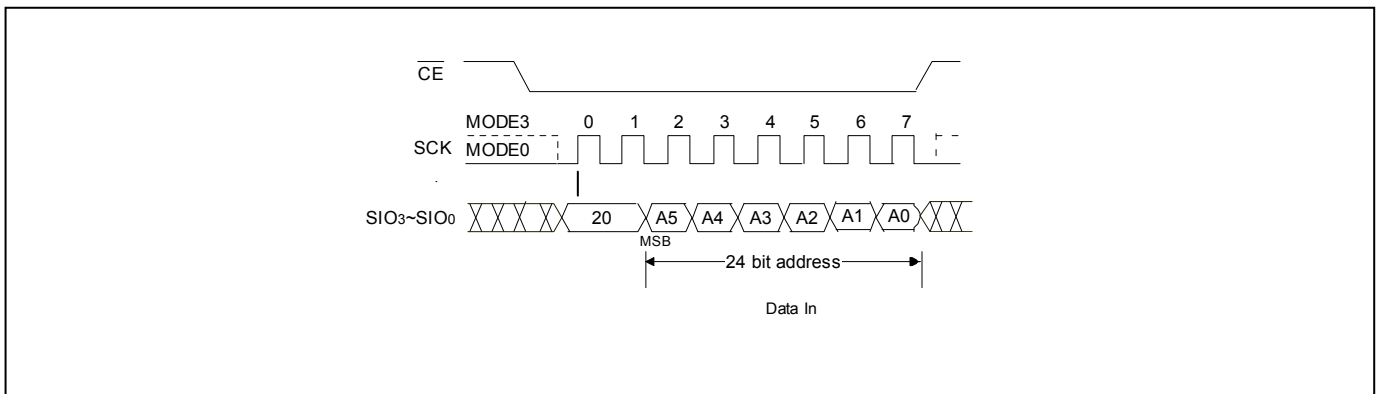 CE
MODE3 0 1 2 3 4 5 6 7
SCK MODE0
SIO3~SIO0 20 A5 A4 A3 A2 A1 A0
MSB
24 bit address
Data In